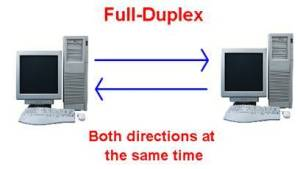 Full-Duplex
Both directions at
the same time